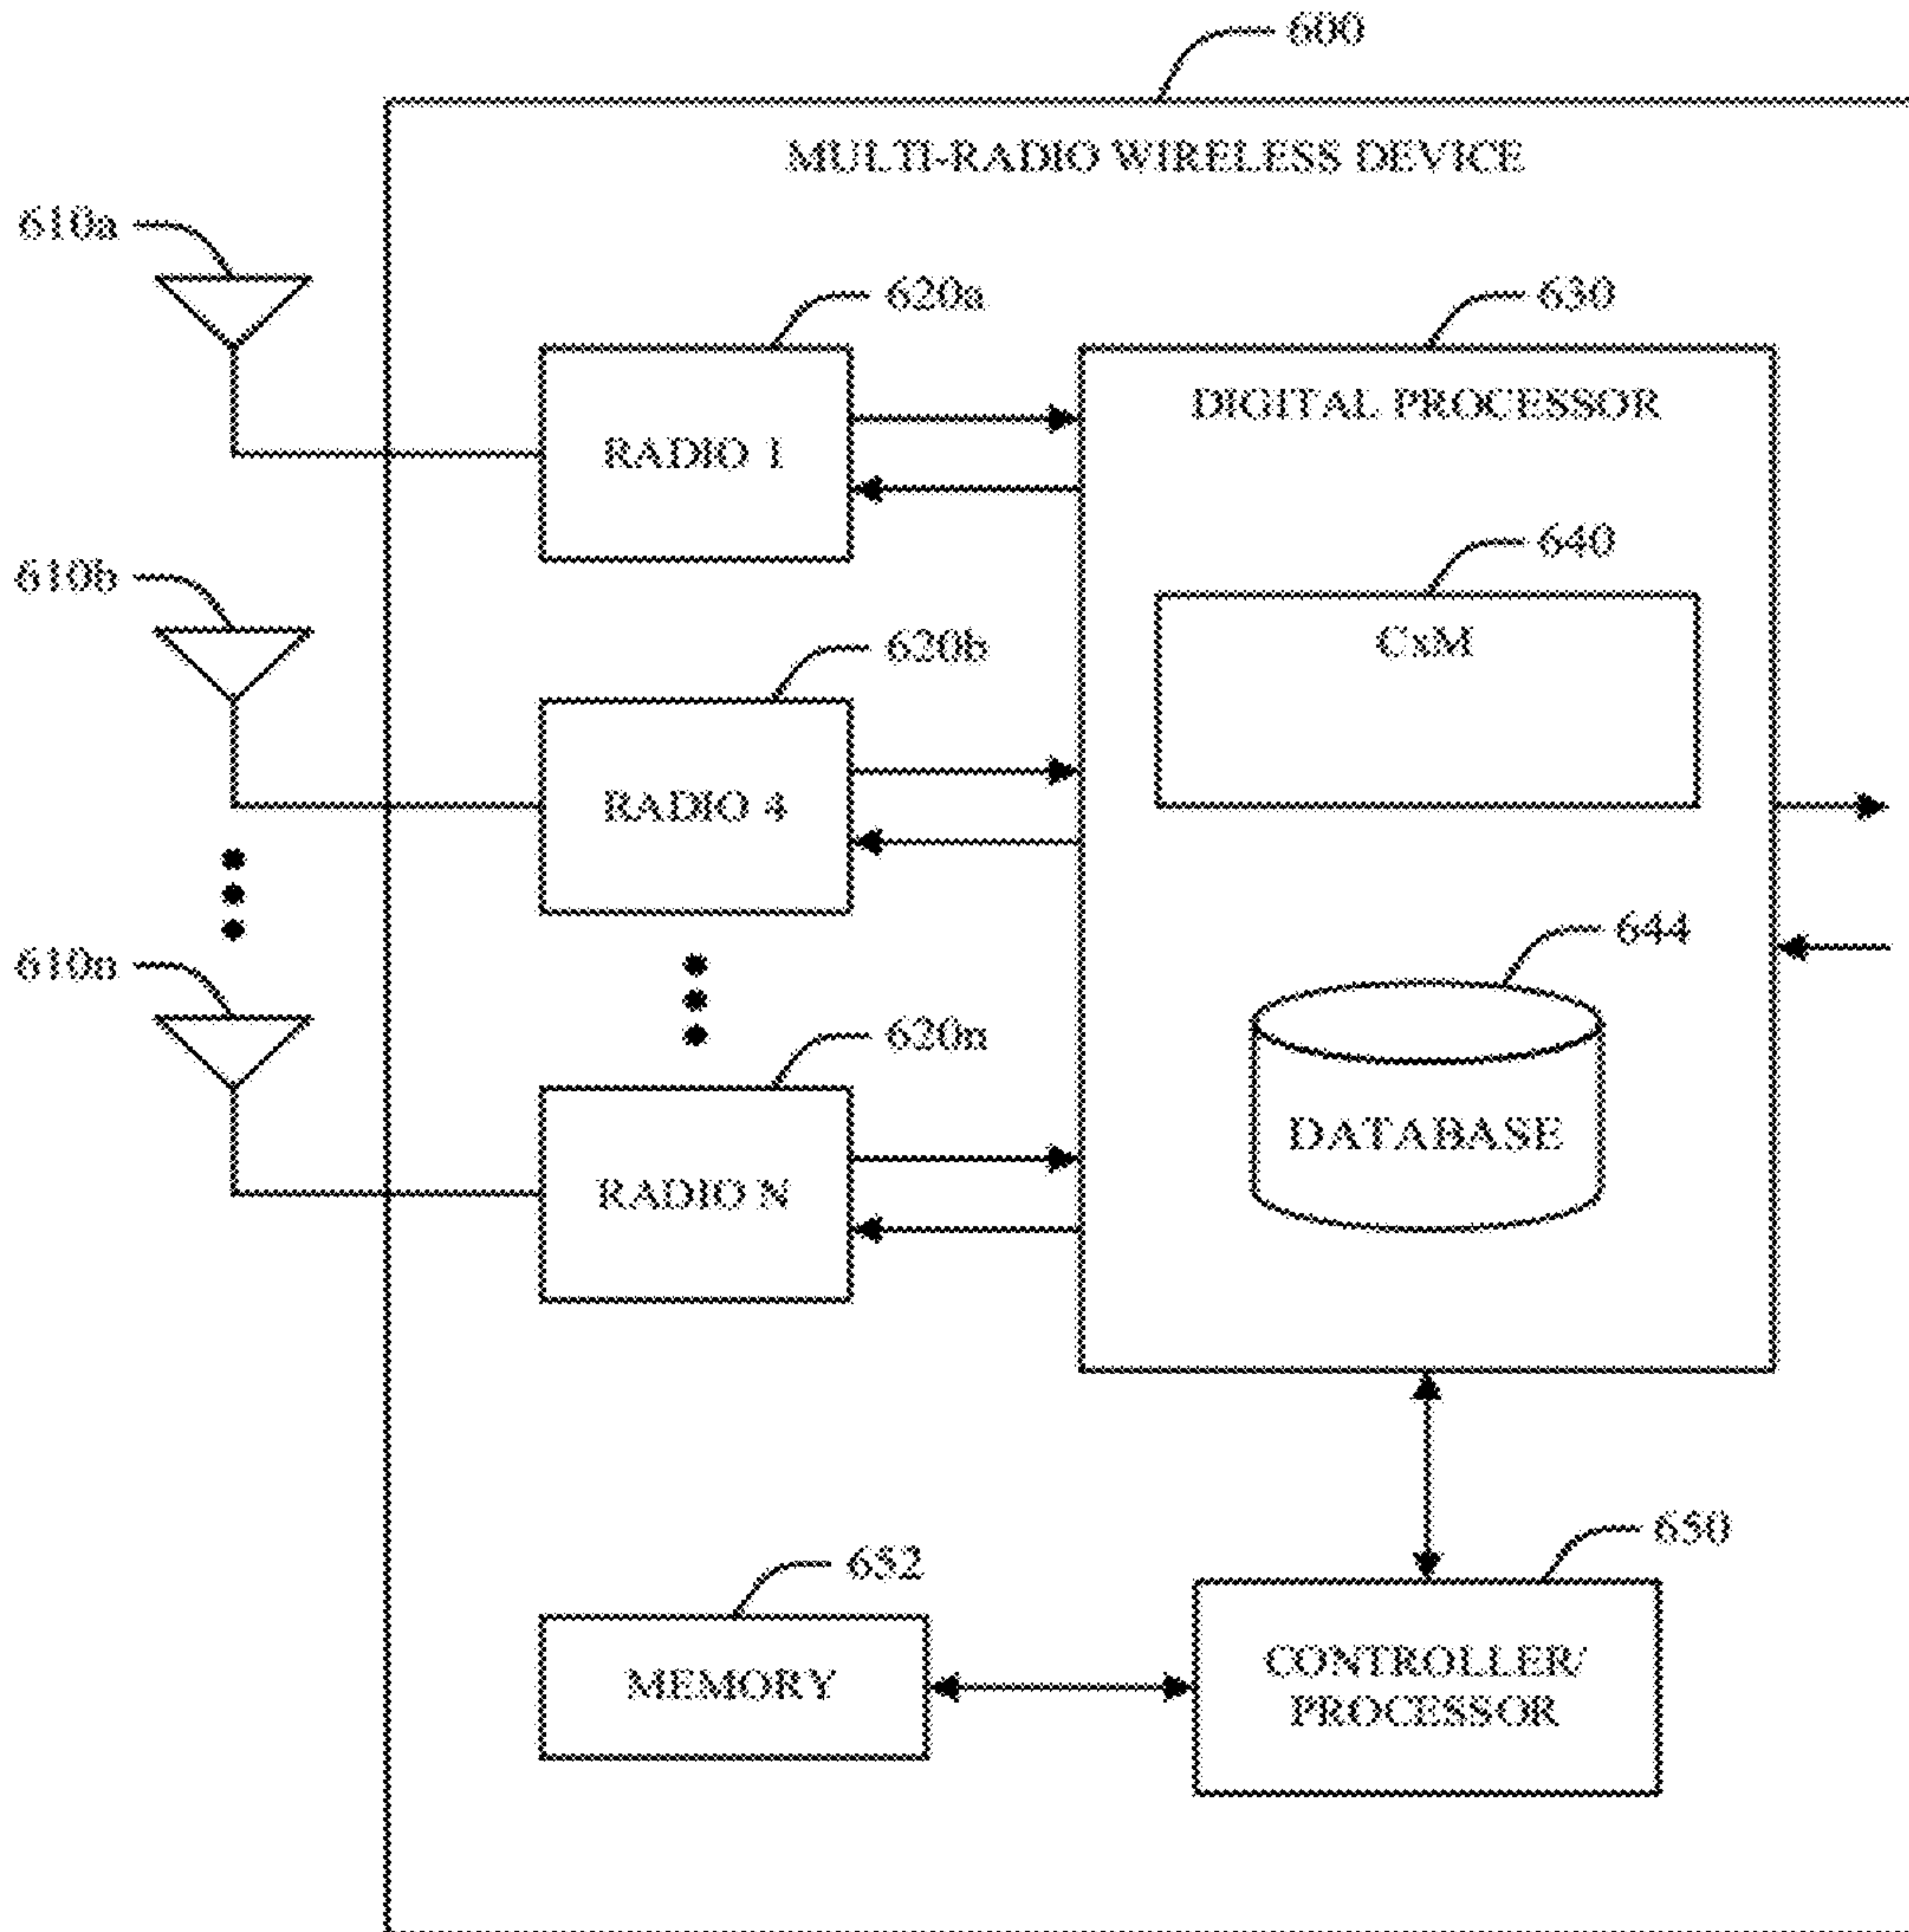 600
MULTI-RADIO WIRELESS DEVICE
610a
620a
630
DIGITAL PROCESSOR
RADIO 1
640
610b
CxM
620b
RADIO 4
644
610n
620n
DATABASE
RADIO N
650
652
CONTROLLER/
MEMORY
PROCESSOR